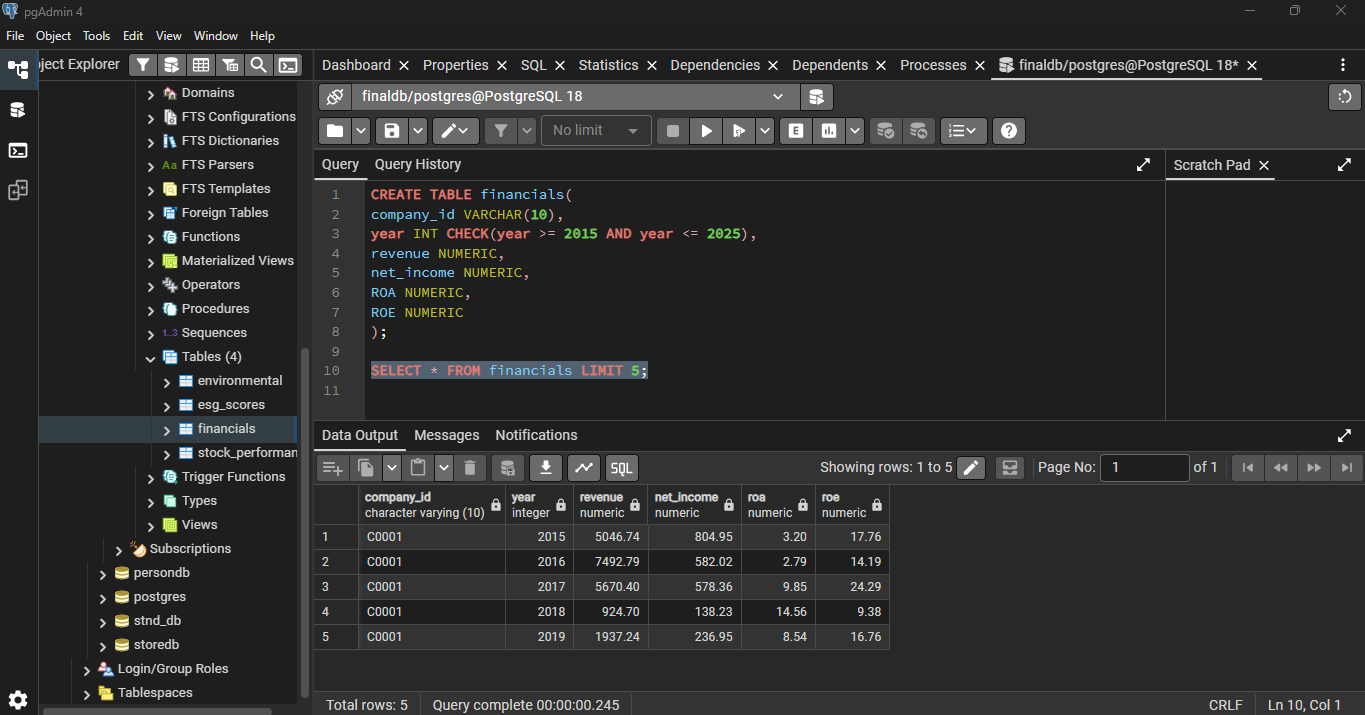 pgAdmin 4
File Object Tools Edit View Window Help
ject Explorer
Dashboard Properties SQL Statistics Dependencies Dependents Processes finaldb/postgres@PostgreSQL 18*
Domains
FTS Configurations
FTS Dictionaries
Aa FTS Parsers
FTS Templates
Foreign Tables
Functions
Materialized Views
Operators
Procedures
1..3 Sequences
Tables (4)
environmental
esg_scores
financials
stock_performan
Trigger Functions
Types
Views
Subscriptions
persondb
postgres
stnd_db
storedb
Login/Group Roles
Tablespaces
finaldb/postgres@PostgreSQL 18
No limit
E
Query Query History
Scratch Pad
1 CREATE TABLE financials(
2 company_id VARCHAR(10),
3 year INT CHECK(year >= 2015 AND year <= 2025),
4 revenue NUMERIC,
5 net_income NUMERIC,
6 ROA NUMERIC,
7 ROE NUMERIC
8 );
9
10 SELECT * FROM financials LIMIT 5;
11
Data Output Messages Notifications
SQL
Showing rows: 1 to 5 Page No: 1 of 1
company_id year revenue net_income roa roe
character varying (10) integer numeric numeric numeric numeric
1 C0001 2015 5046.74 804.95 3.20 17.76
2 C0001 2016 7492.79 582.02 2.79 14.19
3 C0001 2017 5670.40 578.36 9.85 24.29
4 C0001 2018 924.70 138.23 14.56 9.38
5 C0001 2019 1937.24 236.95 8.54 16.76
Total rows: 5 Query complete 00:00:00.245 CRLF Ln 10, Col 1